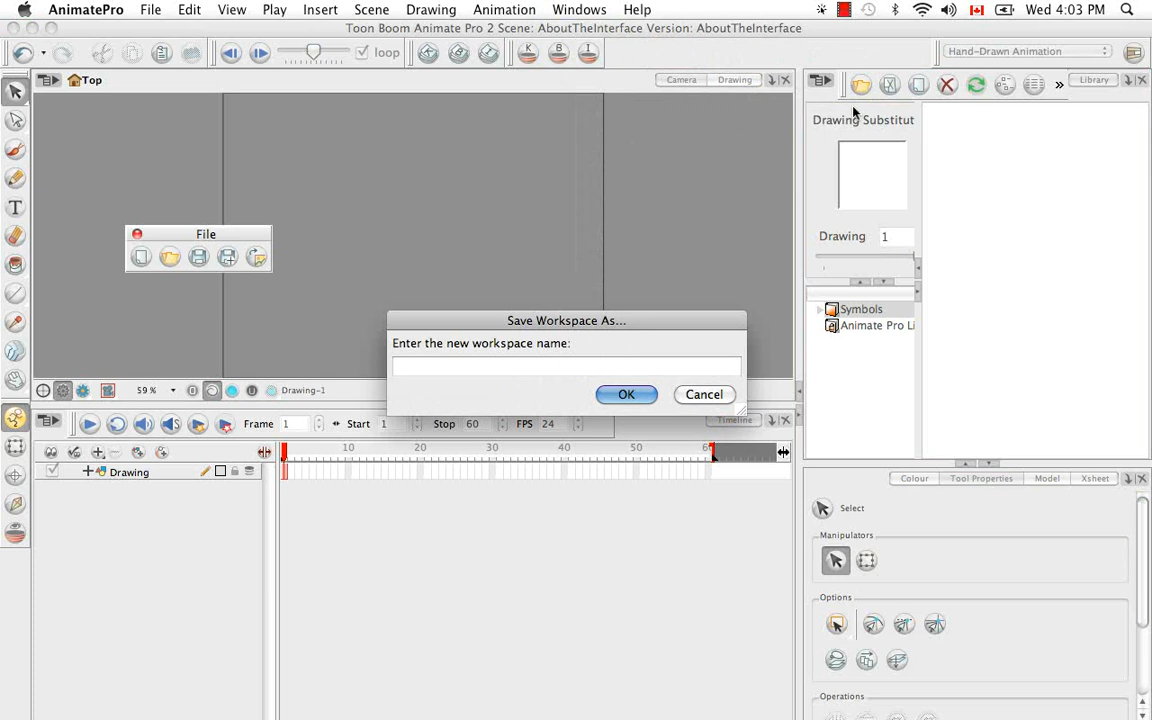 AnimatePro File Edit View Play Insert Scene Drawing Animation Windows Help Wed 4:03 PM
Toon Boom Animate Pro 2 Scene: AboutTheInterface Version: AboutTheInterface
loop K B I Hand-Drawn Animation
Top Camera Drawing
Library
Drawing Substitut
Drawing 1
Symbols
Animate Pro Li
File
Save Workspace As...
Enter the new workspace name:
OK Cancel
59 % Drawing-1
Frame 1 Start 1 Stop 60 FPS 24 Timeline
10 20 30 40 50 60
Drawing
Colour Tool Properties Model Xsheet
Select
Manipulators
Options
Operations